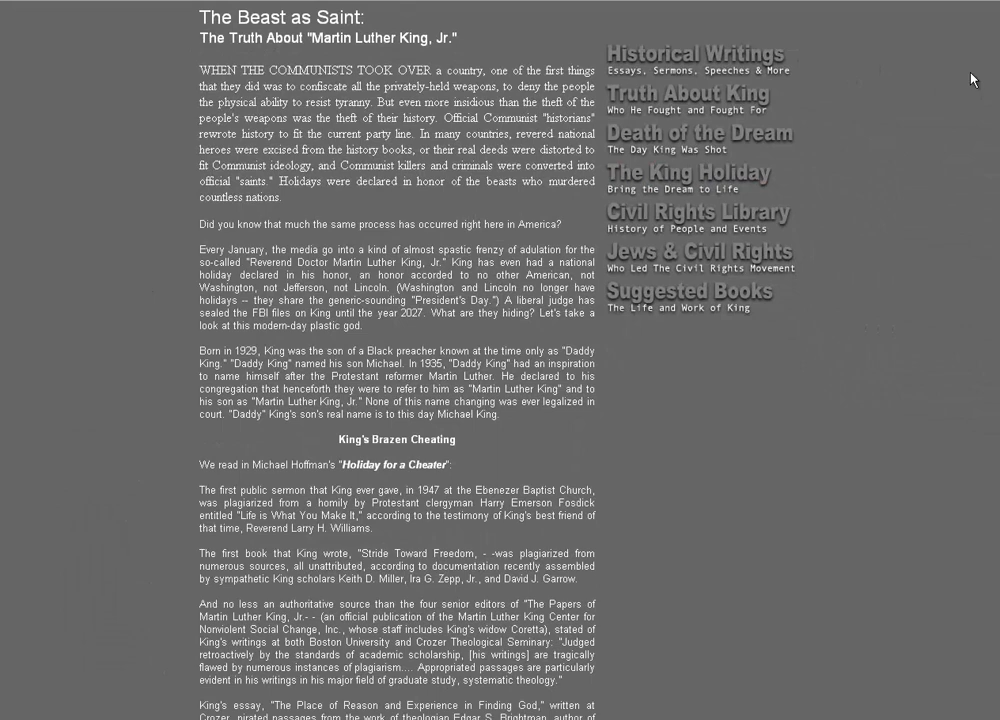 The Beast as Saint:
The Truth About "Martin Luther King, Jr."
WHEN THE COMMUNISTS TOOK OVER a country, one of the first things
that they did was to confiscate all the privately-held weapons, to deny the people
the physical ability to resist tyranny. But even more insidious than the theft of the
people's weapons was the theft of their history. Official Communist "historians"
rewrote history to fit the current party line. In many countries, revered national
heroes were excised from the history books, or their real deeds were distorted to
fit Communist ideology, and Communist killers and criminals were converted into
official "saints." Holidays were declared in honor of the beasts who murdered
countless nations.
Did you know that much the same process has occurred right here in America?
Every January, the media go into a kind of almost spastic frenzy of adulation for the
so-called "Reverend Doctor Martin Luther King, Jr." King has even had a national
holiday declared in his honor, an honor accorded to no other American, not
Washington, not Jefferson, not Lincoln. (Washington and Lincoln no longer have
holidays -- they share the generic-sounding "President's Day.") A liberal judge has
sealed the FBI files on King until the year 2027. What are they hiding? Let's take a
look at this modern-day plastic god.
Born in 1929, King was the son of a Black preacher known at the time only as "Daddy
King." "Daddy King" named his son Michael. In 1935, "Daddy King" had an inspiration
to name himself after the Protestant reformer Martin Luther. He declared to his
congregation that henceforth they were to refer to him as "Martin Luther King" and to
his son as "Martin Luther King, Jr." None of this name changing was ever legalized in
court. "Daddy" King's son's real name is to this day Michael King.
King's Brazen Cheating
We read in Michael Hoffman's "Holiday for a Cheater":
The first public sermon that King ever gave, in 1947 at the Ebenezer Baptist Church,
was plagiarized from a homily by Protestant clergyman Harry Emerson Fosdick
entitled "Life is What You Make It," according to the testimony of King's best friend of
that time, Reverend Larry H. Williams.
The first book that King wrote, "Stride Toward Freedom, - -was plagiarized from
numerous sources, all unattributed, according to documentation recently assembled
by sympathetic King scholars Keith D. Miller, Ira G. Zepp, Jr., and David J. Garrow.
And no less an authoritative source than the four senior editors of "The Papers of
Martin Luther King, Jr.- - (an official publication of the Martin Luther King Center for
Nonviolent Social Change, Inc., whose staff includes King's widow Coretta), stated of
King's writings at both Boston University and Crozer Theological Seminary: "Judged
retroactively by the standards of academic scholarship, [his writings] are tragically
flawed by numerous instances of plagiarism.... Appropriated passages are particularly
evident in his writings in his major field of graduate study, systematic theology."
King's essay, "The Place of Reason and Experience in Finding God," written at
Crozer, pirated passages from the work of theologian Edgar S. Brightman, author of
Historical Writings
Essays, Sermons, Speeches & More
Truth About King
Who He Fought and Fought For
Death of the Dream
The Day King Was Shot
The King Holiday
Bring the Dream to Life
Civil Rights Library
History of People and Events
Jews & Civil Rights
Who Led The Civil Rights Movement
Suggested Books
The Life and Work of King